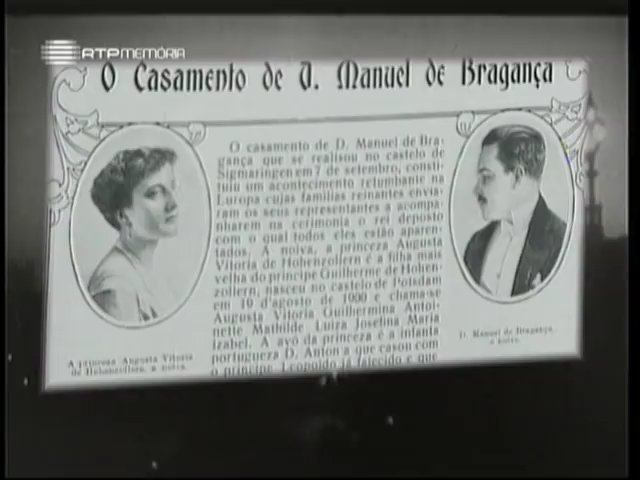 RTP MEMÓRIA
O Casamento de D. Manuel de Bragança
O casamento de D. Manuel de Bra-
gança que se realisou no castelo de
Sigmaringen em 7 de setembro, consti-
tuiu um acontecimento retumbante na
Europa cujas familias reinantes envia-
ram os seus representantes a acompa-
nharem na cerimonia o rei deposto
com o qual todos eles estão aparen-
tados. A noiva, a princeza Augusta
Vitoria de Hohenzollern é a filha mais
velha do principe Guilherme de Hohen-
zollern, nasceu no castelo de Potsdam
em 10 d'agosto de 1900 e chama-se
Augusta Vitoria Guilhermina Antoi-
nette Mathilde Luiza Josefina Maria
Izabel. A avó da princeza é a infanta
portugueza D. Anton a que casou com
o principe Leopoldo já falecido e que
A princeza Augusta Vitoria
de Hohenzollern, a noiva.
D. Manuel de Bragança,
o noivo.